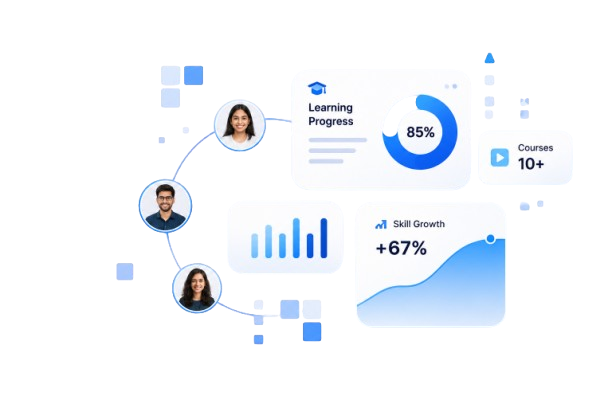 Learning
Progress
85%
Courses
10+
Skill Growth
+67%